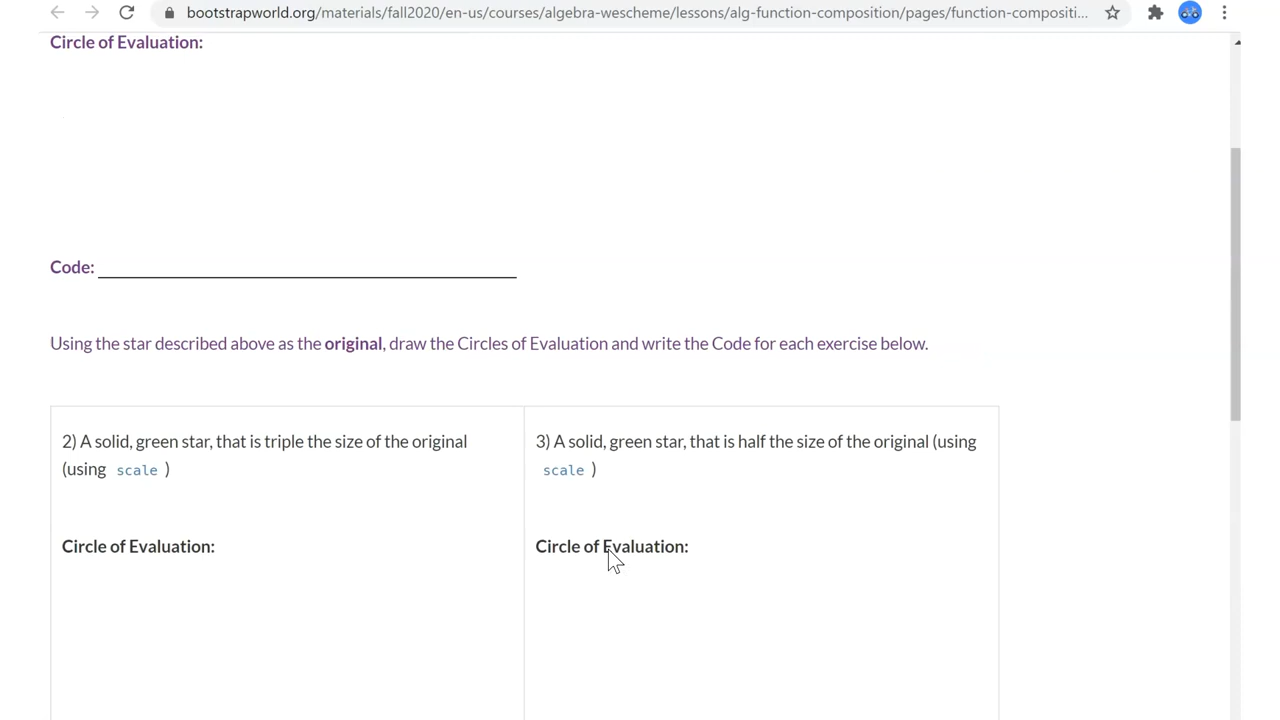 bootstrapworld.org/materials/fall2020/en-us/courses/algebra-wescheme/lessons/alg-function-composition/pages/function-compositi...
Circle of Evaluation:
Code:
Using the star described above as the original, draw the Circles of Evaluation and write the Code for each exercise below.
2) A solid, green star, that is triple the size of the original
(using scale )
Circle of Evaluation:
3) A solid, green star, that is half the size of the original (using
scale )
Circle of Evaluation: